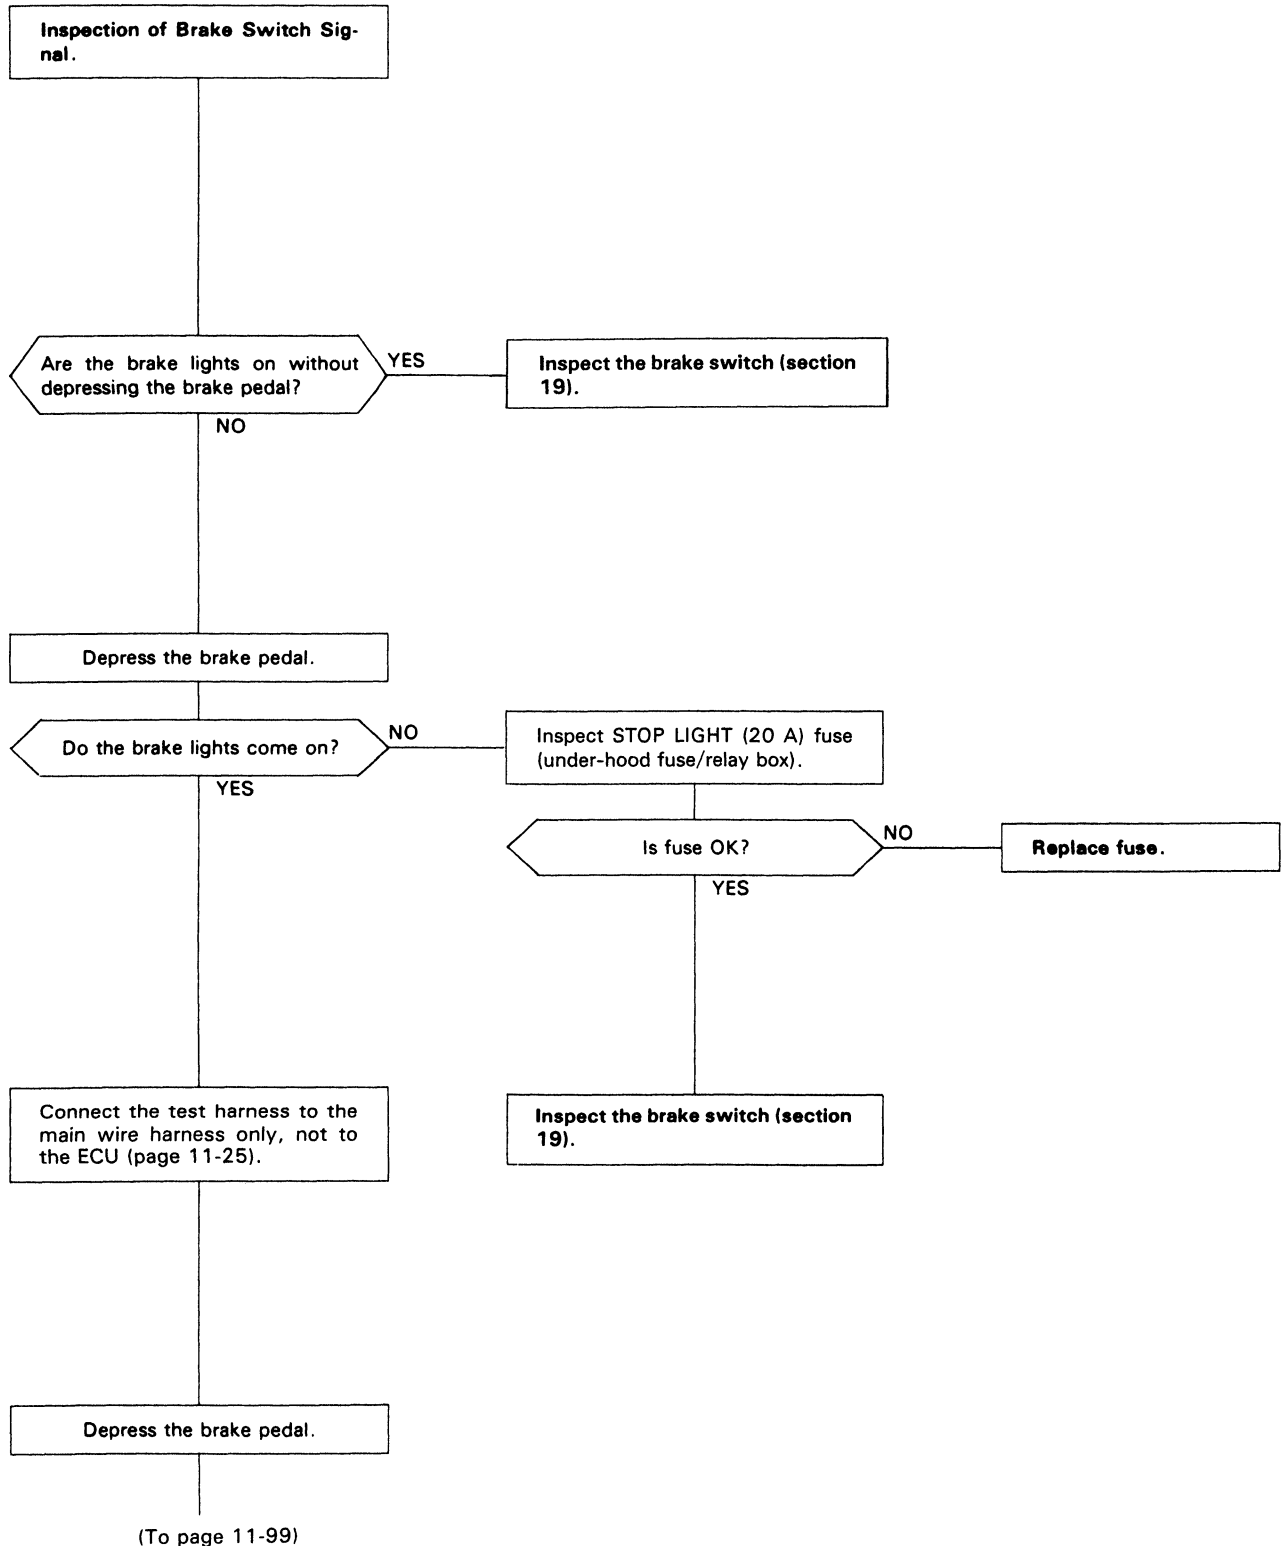 Inspection of Brake Switch Sig-
nal.
Are the brake lights on without
depressing the brake pedal?
YES
Inspect the brake switch (section
19).
NO
Depress the brake pedal.
Do the brake lights come on?
NO
Inspect STOP LIGHT (20 A) fuse
(under-hood fuse/relay box).
YES
Is fuse OK?
NO
Replace fuse.
YES
Connect the test harness to the
main wire harness only, not to
the ECU (page 11-25).
Inspect the brake switch (section
19).
Depress the brake pedal.
(To page 11-99)